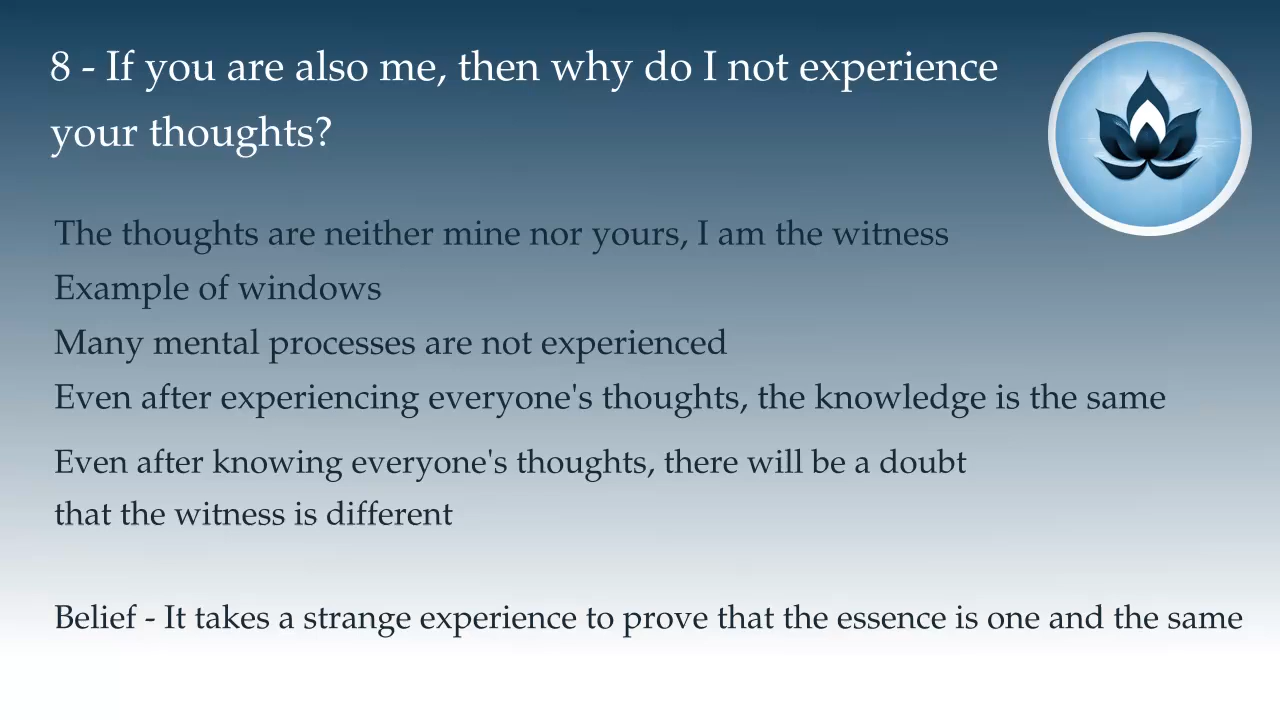 8 - If you are also me, then why do I not experience
your thoughts?
The thoughts are neither mine nor yours, I am the witness
Example of windows
Many mental processes are not experienced
Even after experiencing everyone's thoughts, the knowledge is the same
Even after knowing everyone's thoughts, there will be a doubt
that the witness is different
Belief - It takes a strange experience to prove that the essence is one and the same